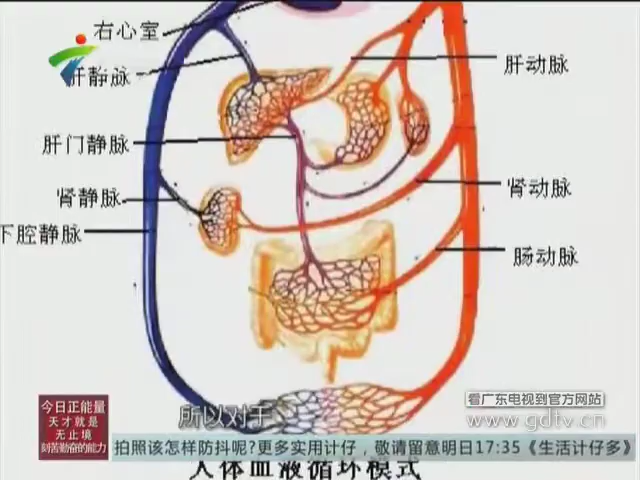 右心室
肝静脉
肝动脉
肝门静脉
肾静脉
肾动脉
下腔静脉
肠动脉
今日正能量
天才就是
无止境
刻苦勤奋的能力
所以对于
看广东电视到官方网站
www.gdtv.cn
拍照该怎样防抖呢?更多实用计仔，敬请留意明日17:35《生活计仔多》
人体血液循环模式